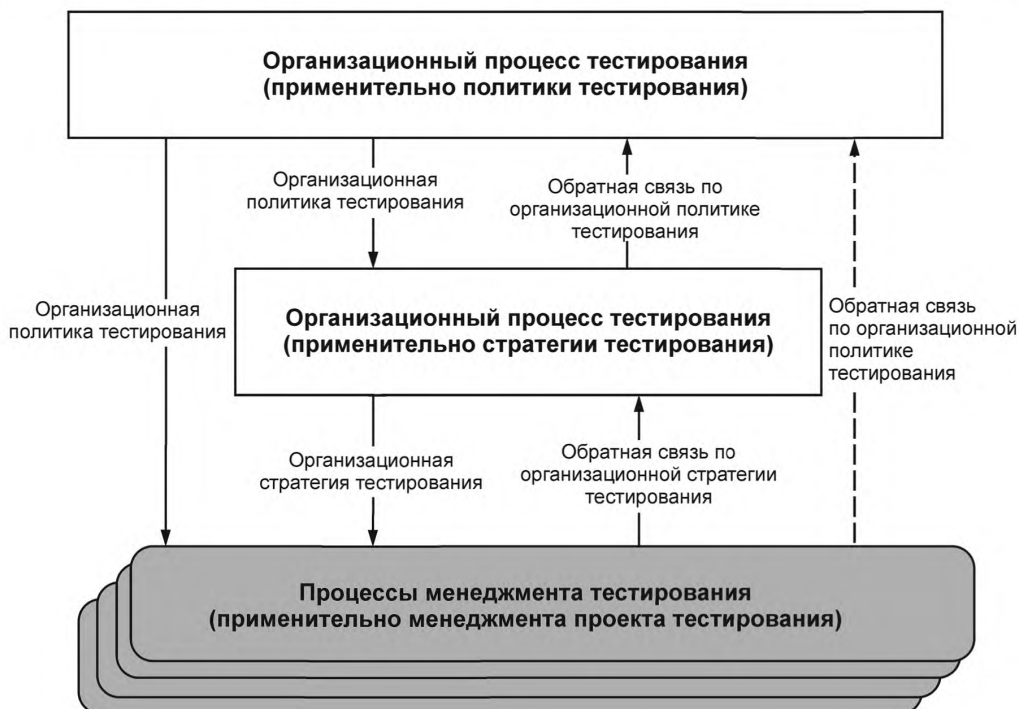 Организационный процесс тестирования
(применительно политики тестирования)
Организационная
политика тестирования
Обратная связь по
организационной политике
тестирования
Организационная
политика тестирования
Организационный процесс тестирования
(применительно стратегии тестирования)
Обратная связь
по организационной
политике
тестирования
Организационная
стратегия тестирования
Обратная связь по
организационной стратегии
тестирования
Процессы менеджмента тестирования
(применительно менеджмента проекта тестирования)